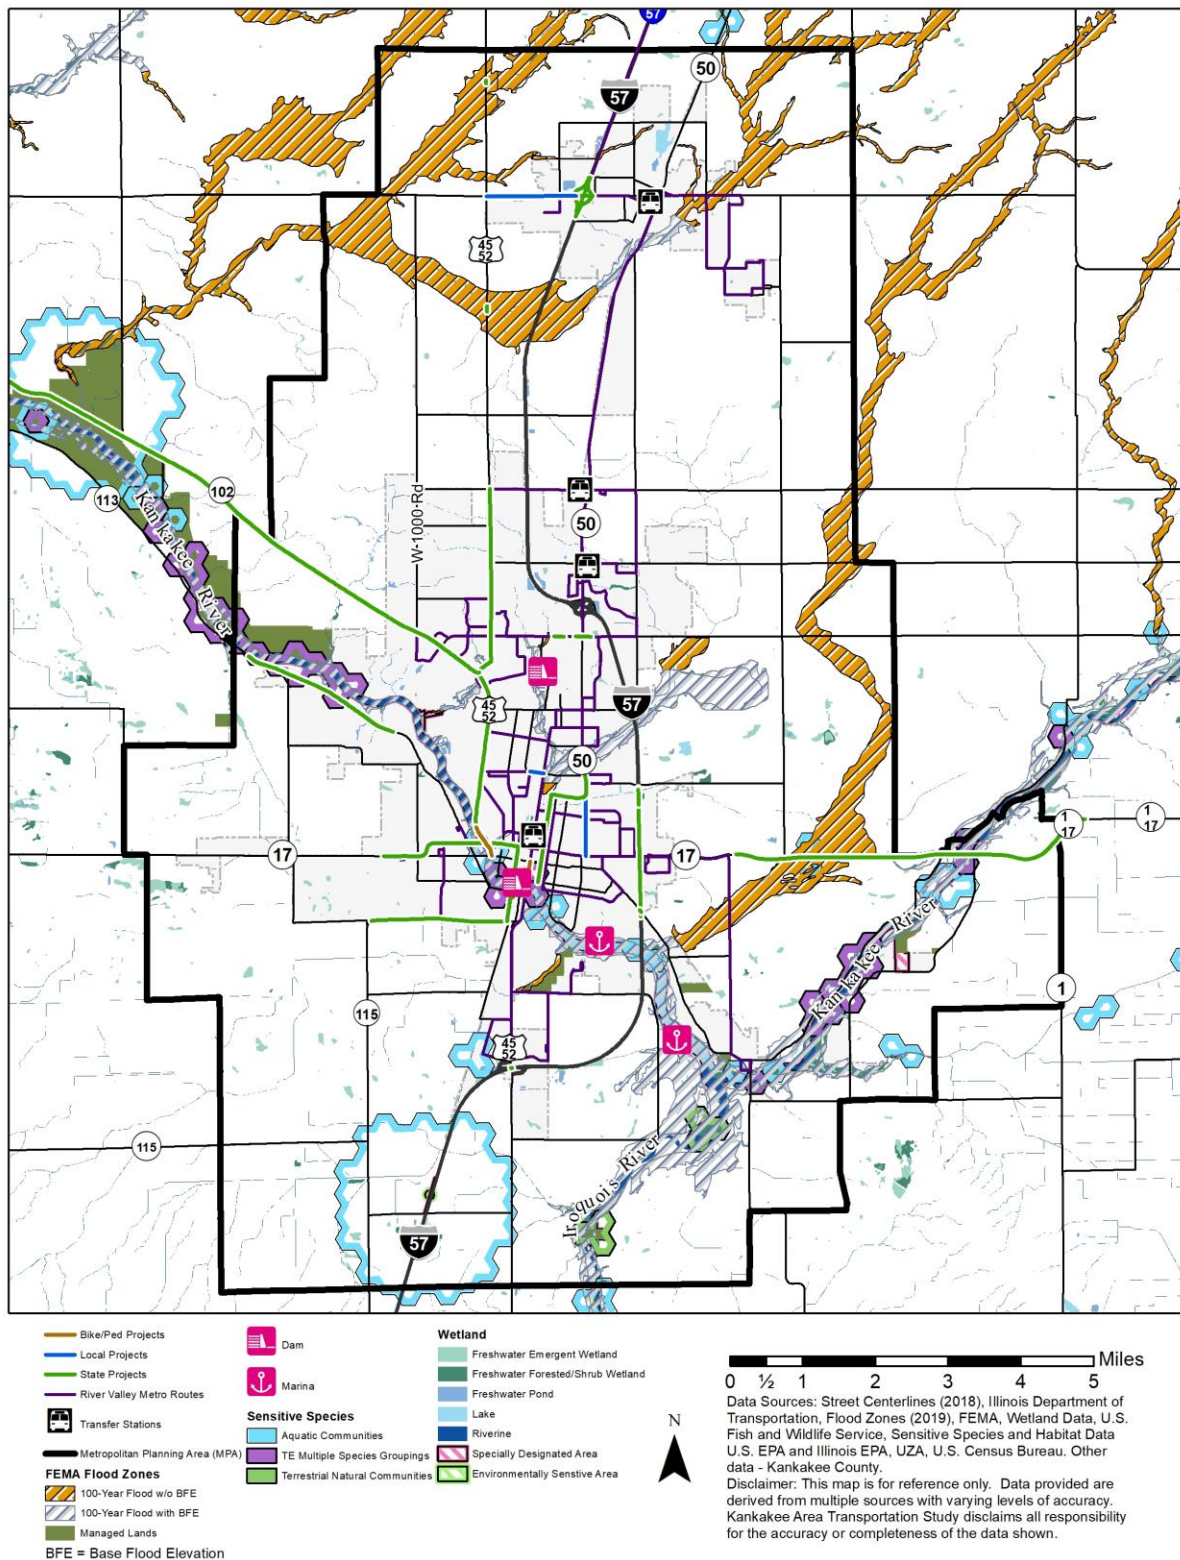 57
50
57
45
52
W-1000-Rd
50
102
113
Kankakee
River
45
52
57
50
17
17
1
17
1
17
Kankakee River
1
115
45
52
115
Iroquois River
57
Bike/Ped Projects
Local Projects
State Projects
River Valley Metro Routes
Transfer Stations
Metropolitan Planning Area (MPA)
FEMA Flood Zones
100-Year Flood w/o BFE
100-Year Flood with BFE
Managed Lands
BFE = Base Flood Elevation
Dam
Marina
Sensitive Species
Aquatic Communities
TE Multiple Species Groupings
Terrestrial Natural Communities
Wetland
Freshwater Emergent Wetland
Freshwater Forested/Shrub Wetland
Freshwater Pond
Lake
Riverine
Specially Designated Area
Environmentally Senstive Area
N
Miles
0 ½ 1 2 3 4 5
Data Sources: Street Centerlines (2018), Illinois Department of
Transportation, Flood Zones (2019), FEMA, Wetland Data, U.S.
Fish and Wildlife Service, Sensitive Species and Habitat Data
U.S. EPA and Illinois EPA, UZA, U.S. Census Bureau. Other
data - Kankakee County.
Disclaimer: This map is for reference only. Data provided are
derived from multiple sources with varying levels of accuracy.
Kankakee Area Transportation Study disclaims all responsibility
for the accuracy or completeness of the data shown.